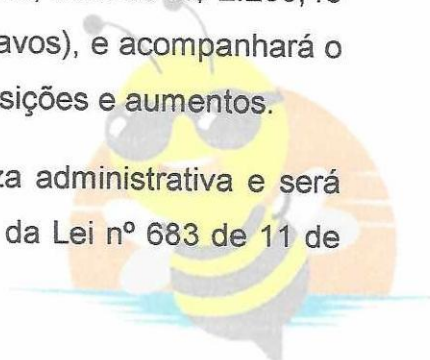 avos), e acompanhará o
sições e aumentos.
za administrativa e será
da Lei nº 683 de 11 de